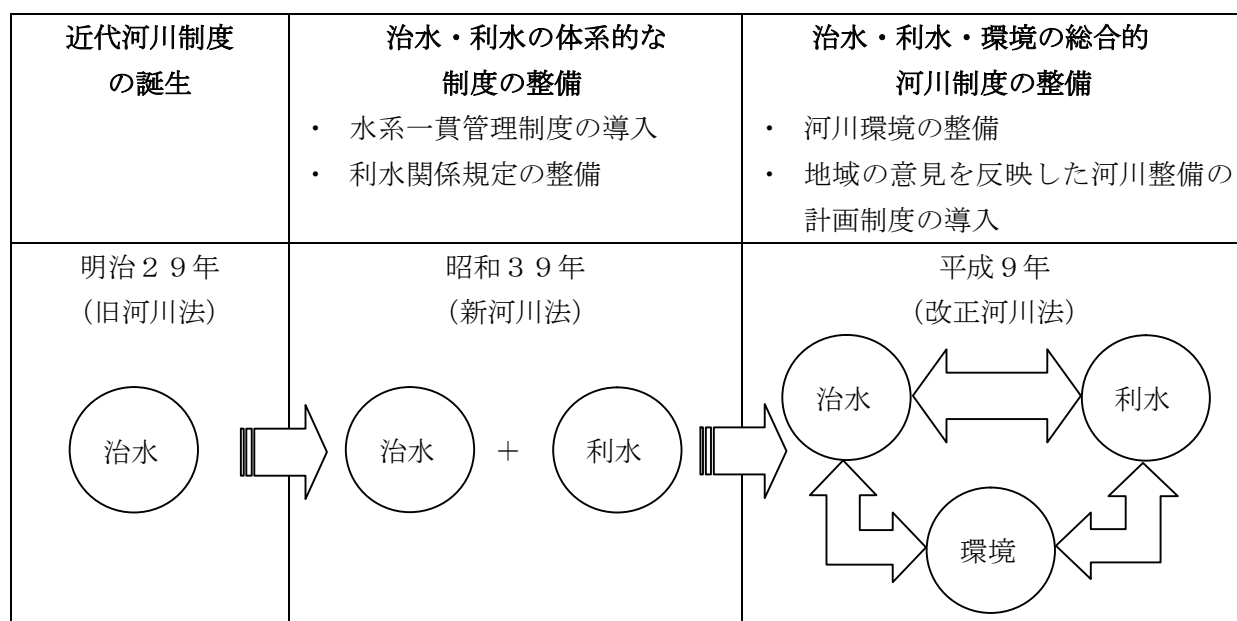 近代河川制度
の誕生
治水・利水の体系的な
制度の整備
・ 水系一貫管理制度の導入
・ 利水関係規定の整備
治水・利水・環境の総合的
河川制度の整備
・ 河川環境の整備
・ 地域の意見を反映した河川整備の
計画制度の導入
明治２９年
（旧河川法）
昭和３９年
（新河川法）
平成９年
（改正河川法）
治水
治水 ＋ 利水
治水
利水
環境